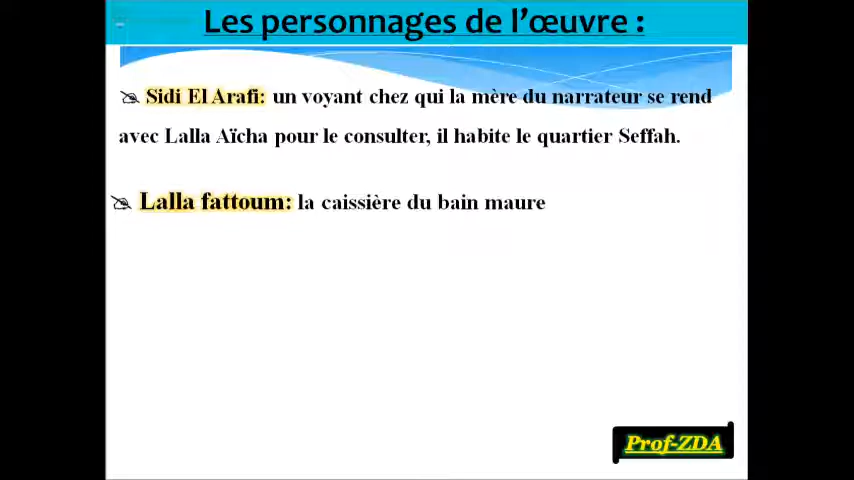 Les personnages de l'œuvre :
Sidi El Arafi: un voyant chez qui la mère du narrateur se rend
avec Lalla Aïcha pour le consulter, il habite le quartier Seffah.
Lalla fattoum: la caissière du bain maure
Prof-ZDA